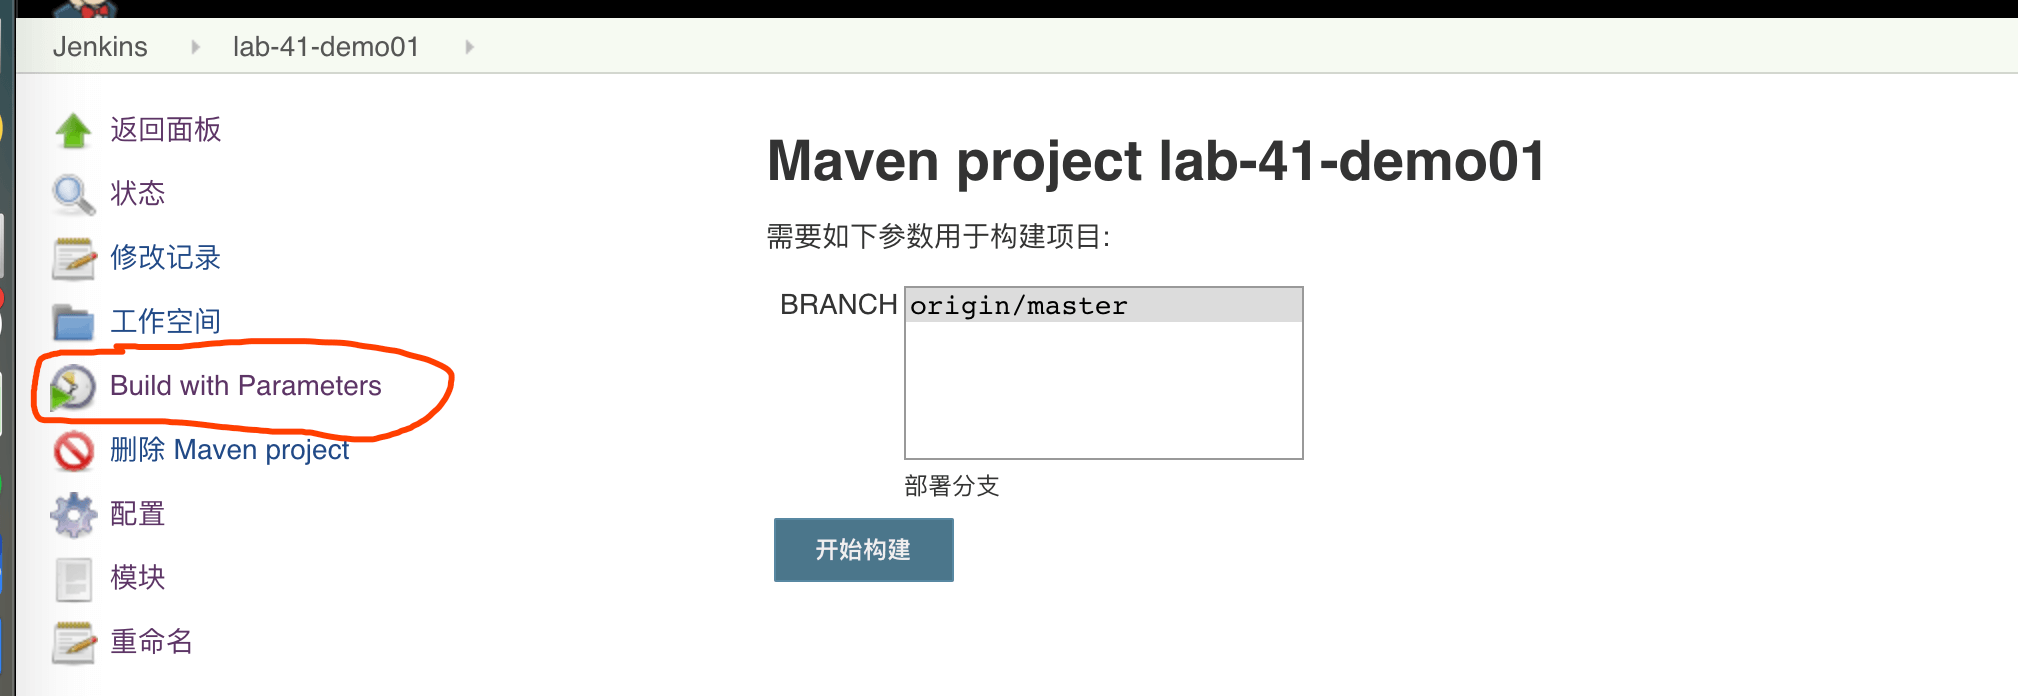 Jenkins
lab-41-demo01
返回面板
状态
修改记录
工作空间
Build with Parameters
删除 Maven project
配置
模块
重命名
Maven project lab-41-demo01
需要如下参数用于构建项目:
BRANCH
origin/master
部署分支
开始构建